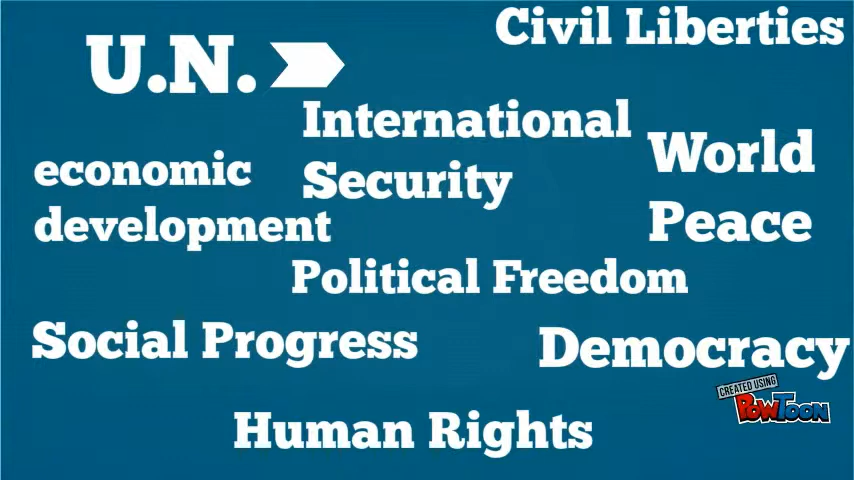 Civil Liberties
U.N.
International
Security
World
Peace
economic
development
Political Freedom
Social Progress
Democracy
CREATED USING
POWTOON
Human Rights